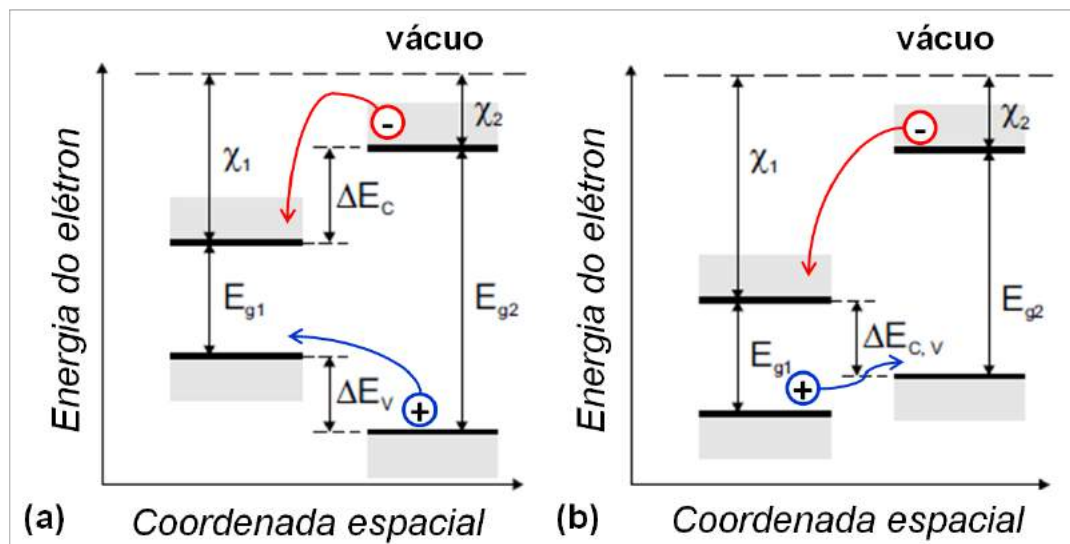 vácuo
Energia do elétron
χ1
χ2
-
ΔEC
Eg1
Eg2
ΔEV
+
(a)
Coordenada espacial
vácuo
Energia do elétron
χ1
χ2
-
Eg1
Eg2
ΔEC, V
+
(b)
Coordenada espacial